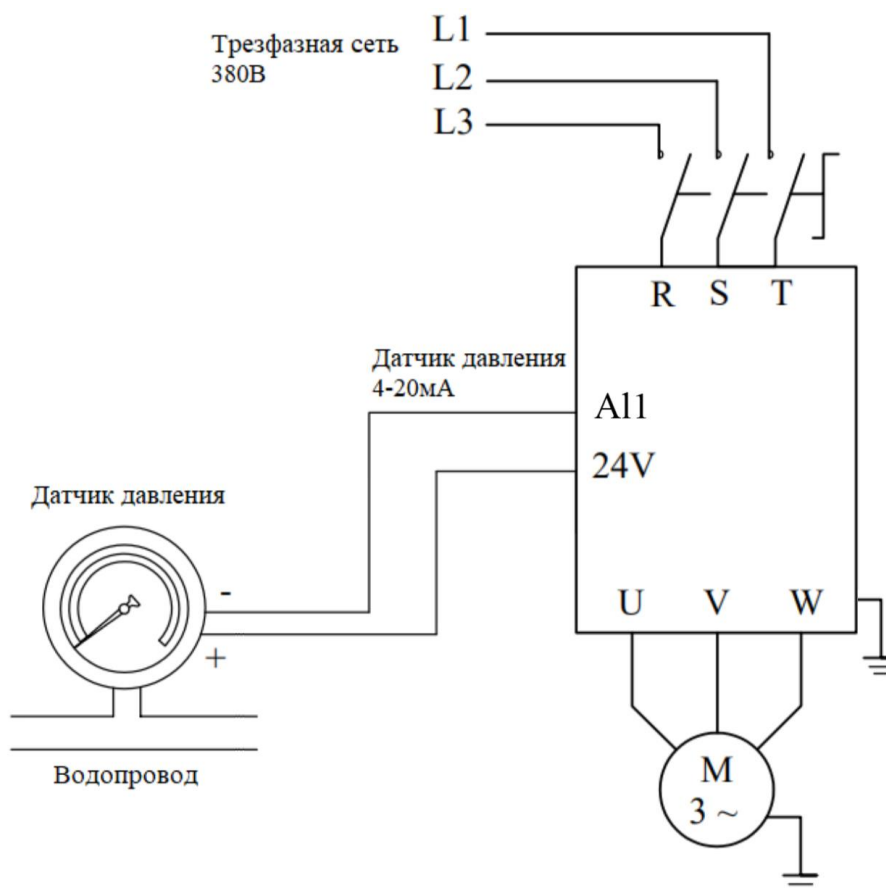 Трезфазная сеть
380В
L1
L2
L3
R S T
Датчик давления
4-20мА
Al1
24V
Датчик давления
-
+
U V W
Водопровод
M
3 ~